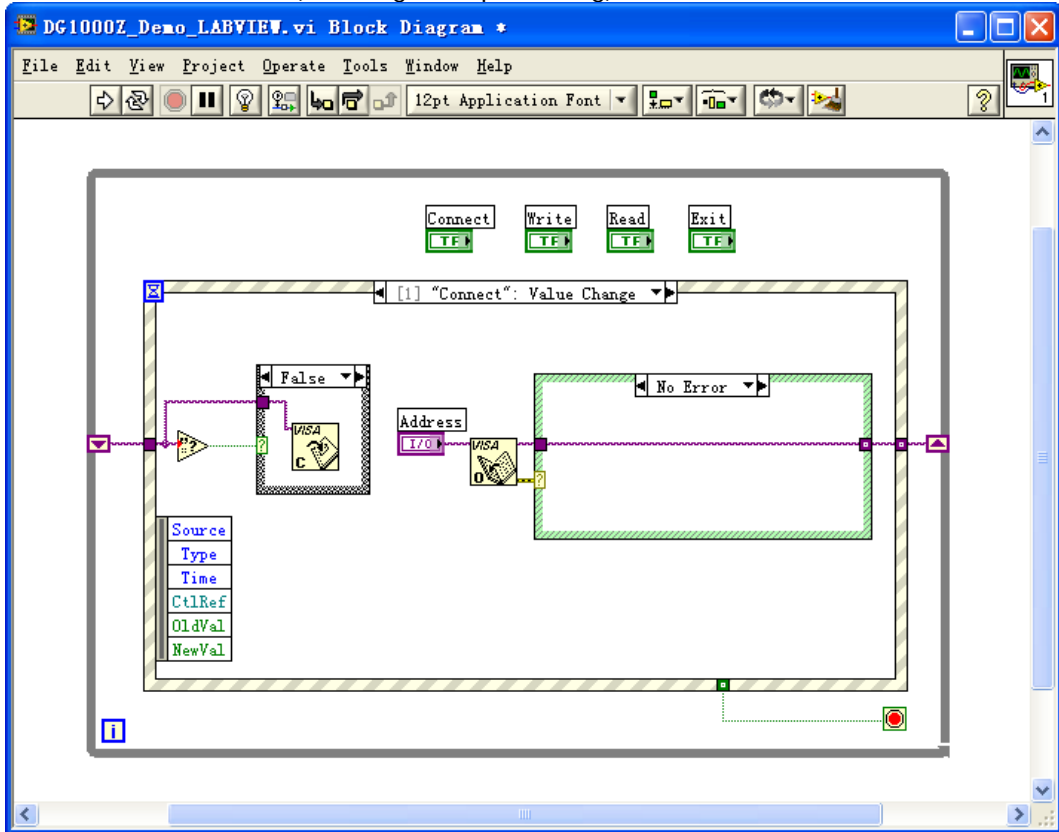 DG1000Z_Demo_LABVIEW.vi Block Diagram *
File Edit View Project Operate Tools Window Help
12pt Application Font
1
Connect Write Read Exit
TF TF TF TF
[1] "Connect": Value Change
False
No Error
Address
I/O
VISA
C
VISA
O
!?
?
?
Source
Type
Time
CtlRef
OldVal
NewVal
i